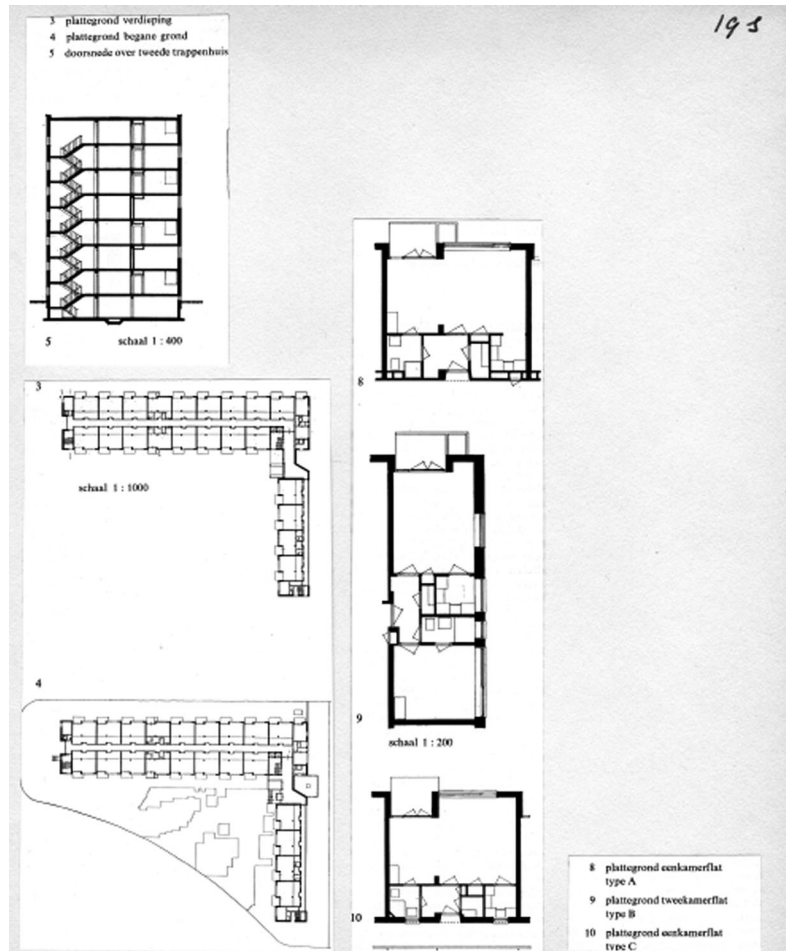 3 plattegrond verdieping
4 plattegrond begane grond
5 doorsnede over tweede trappenhuis
5 schaal 1 : 400
3
schaal 1 : 1000
4
8
9
schaal 1 : 200
10
8 plattegrond eenkamerflat
type A
9 plattegrond tweekamerflat
type B
10 plattegrond eenkamerflat
type C